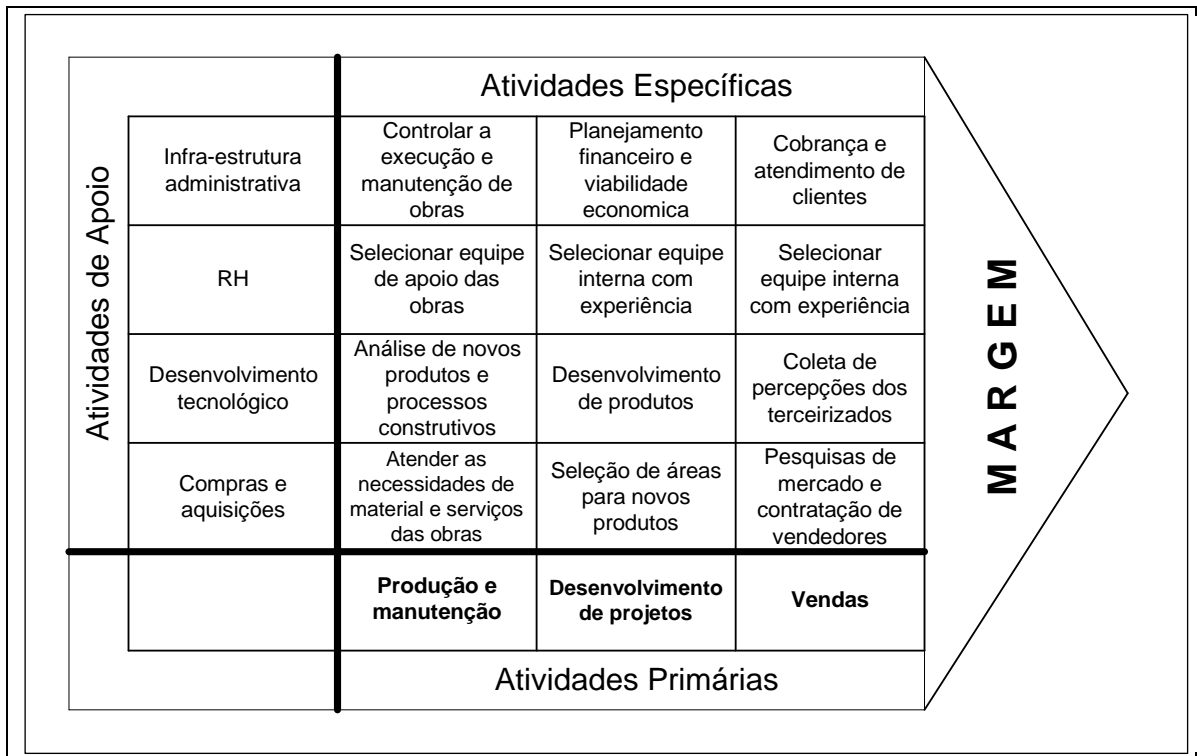 Atividades Específicas
Atividades de Apoio
Infra-estrutura
administrativa
Controlar a
execução e
manutenção de
obras
Planejamento
financeiro e
viabilidade
economica
Cobrança e
atendimento de
clientes
RH
Selecionar equipe
de apoio das
obras
Selecionar equipe
interna com
experiência
Selecionar
equipe interna
com experiência
Desenvolvimento
tecnológico
Análise de novos
produtos e
processos
construtivos
Desenvolvimento
de produtos
Coleta de
percepções dos
terceirizados
Compras e
aquisições
Atender as
necessidades de
material e serviços
das obras
Seleção de áreas
para novos
produtos
Pesquisas de
mercado e
contratação de
vendedores
Produção e
manutenção
Desenvolvimento
de projetos
Vendas
Atividades Primárias
M A R G E M